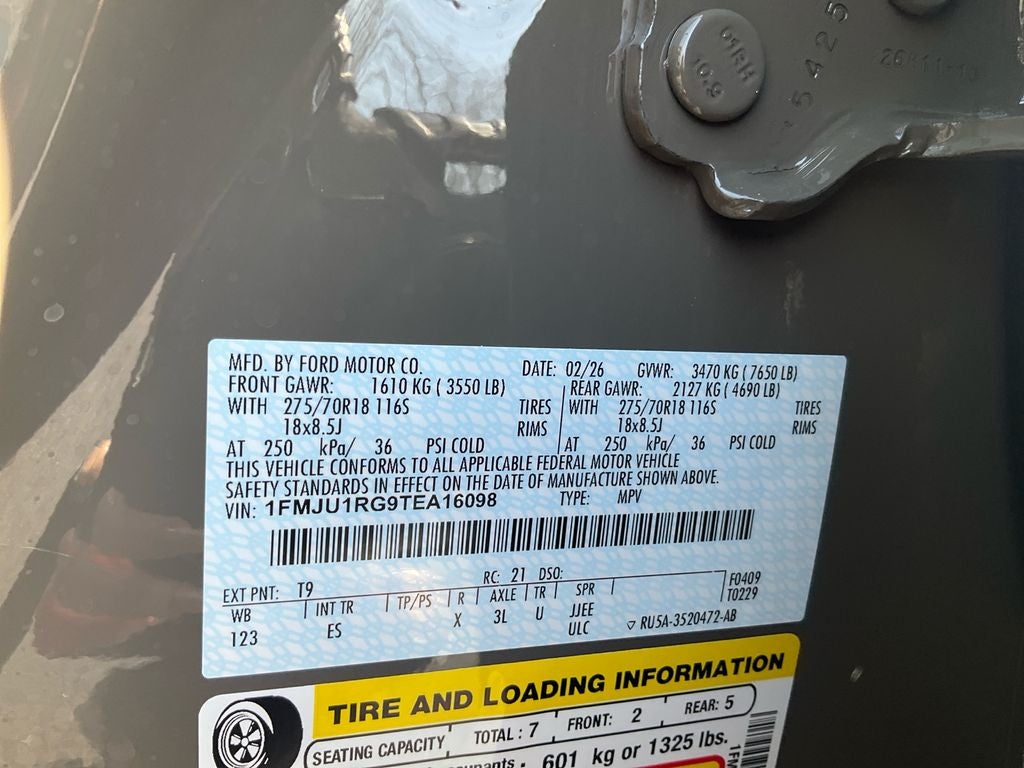 01RH
10.9
15425
MFD. BY FORD MOTOR CO.
DATE: 02/26 GVWR: 3470 KG ( 7650 LB)
FRONT GAWR: 1610 KG ( 3550 LB)
REAR GAWR: 2127 KG ( 4690 LB)
WITH 275/70R18 116S TIRES
WITH 275/70R18 116S TIRES
18x8.5J RIMS
18x8.5J RIMS
AT 250 kPa/ 36 PSI COLD
AT 250 kPa/ 36 PSI COLD
THIS VEHICLE CONFORMS TO ALL APPLICABLE FEDERAL MOTOR VEHICLE
SAFETY STANDARDS IN EFFECT ON THE DATE OF MANUFACTURE SHOWN ABOVE.
VIN: 1FMJU1RG9TEA16098 TYPE: MPV
EXT PNT: T9 RC: 21 DSO:
WB INT TR TP/PS R AXLE TR SPR F0409
T0229
123 ES X 3L U JJEE
ULC ▽ RU5A-3520472-AB
TIRE AND LOADING INFORMATION
SEATING CAPACITY TOTAL : 7 FRONT: 2 REAR: 5
601 kg or 1325 lbs.